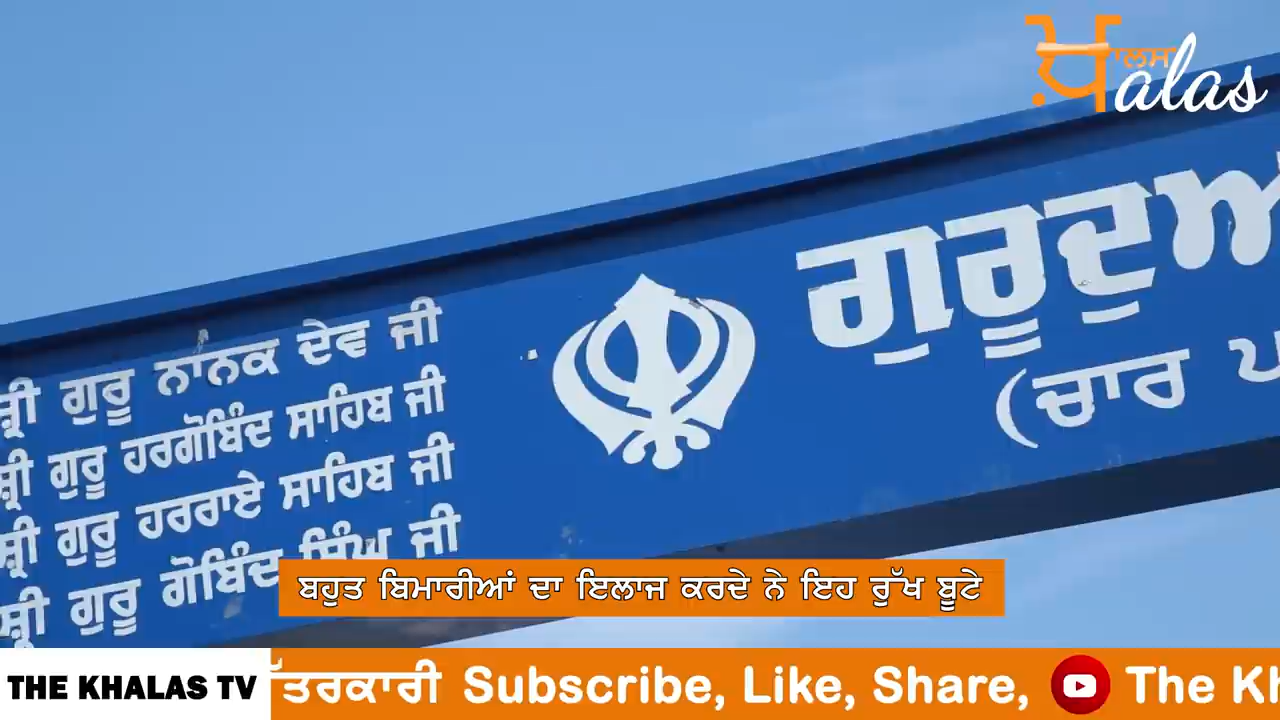 ਖ਼ਾਲਸ
alas
ਗੁਰੂਦੁਆ
(ਚਾਰ ਪ
ਸ਼੍ਰੀ ਗੁਰੂ ਨਾਨਕ ਦੇਵ ਜੀ
ਸ਼੍ਰੀ ਗੁਰੂ ਹਰਗੋਬਿੰਦ ਸਾਹਿਬ ਜੀ
ਸ਼੍ਰੀ ਗੁਰੂ ਹਰਰਾਏ ਸਾਹਿਬ ਜੀ
ਸ਼੍ਰੀ ਗੁਰੂ ਗੋਬਿੰਦ ਸਿੰਘ ਜੀ
ਬਹੁਤ ਬਿਮਾਰੀਆਂ ਦਾ ਇਲਾਜ ਕਰਦੇ ਨੇ ਇਹ ਰੁੱਖ ਬੂਟੇ
THE KHALAS TV ੱਤਰਕਾਰੀ Subscribe, Like, Share, The Kh